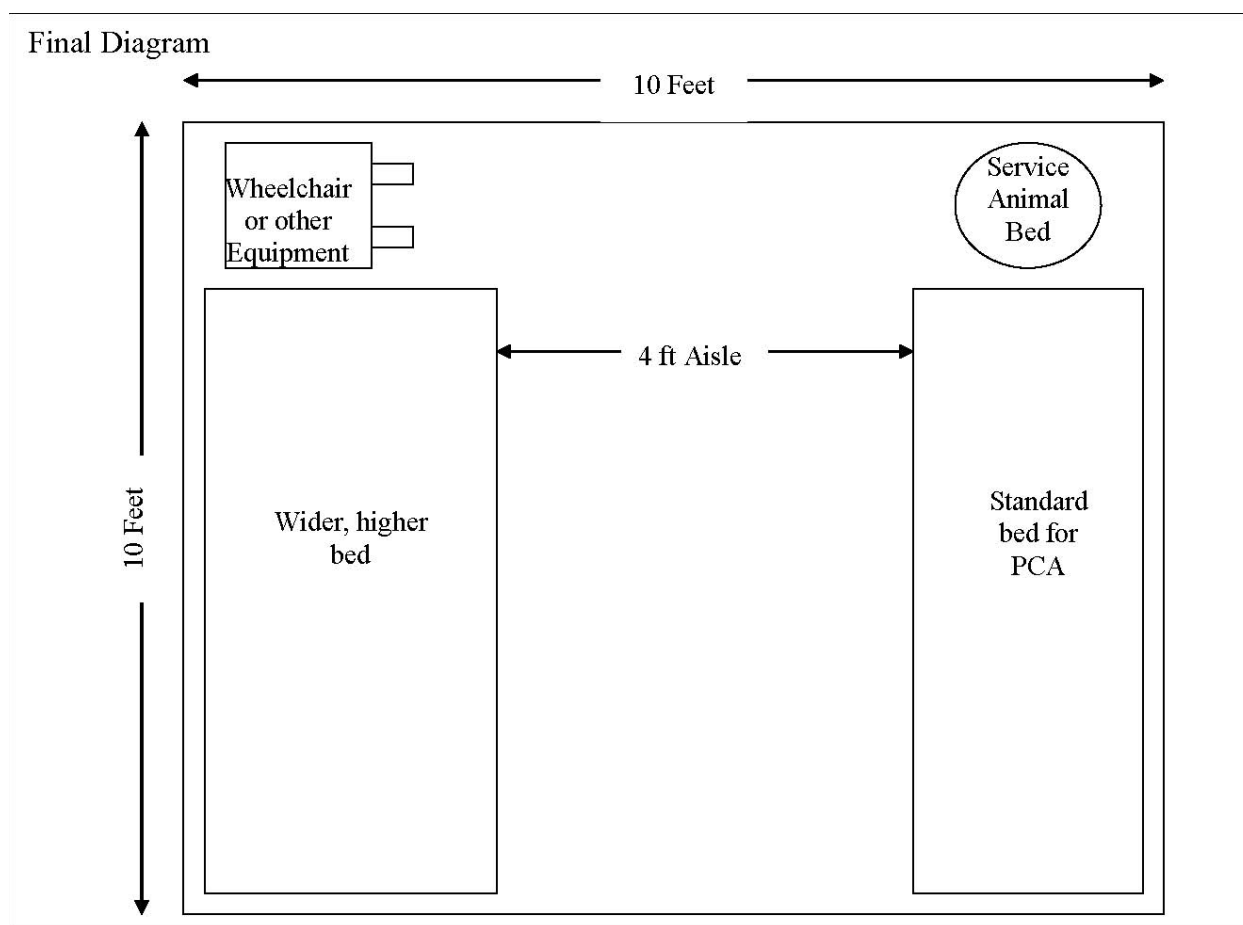 Final Diagram
10 Feet
Wheelchair
or other
Equipment
Service
Animal
Bed
4 ft Aisle
10 Feet
Wider, higher
bed
Standard
bed for
PCA